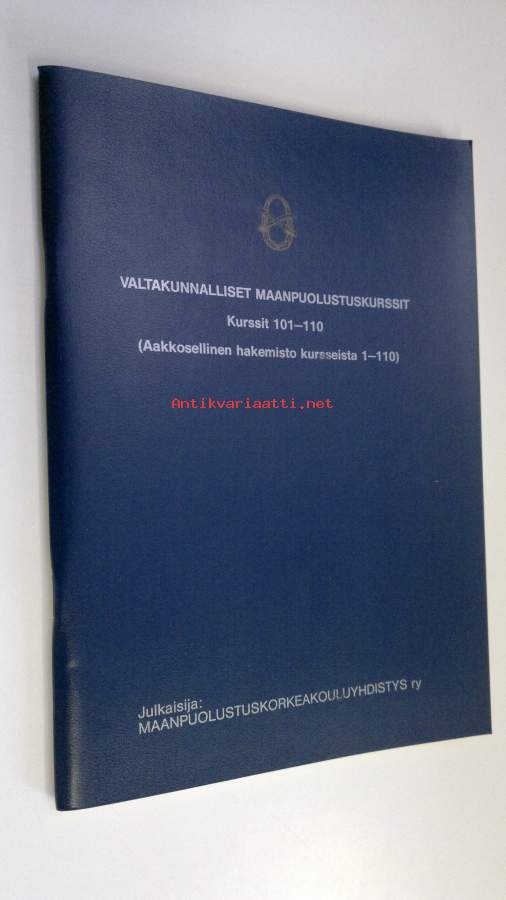 VALTAKUNNALLISET MAANPUOLUSTUSKURSSIT
Kurssit 101–110
(Aakkosellinen hakemisto kursseista 1–110)
Antikvariaatti.net
Julkaisija:
MAANPUOLUSTUSKORKEAKOULUYHDISTYS ry